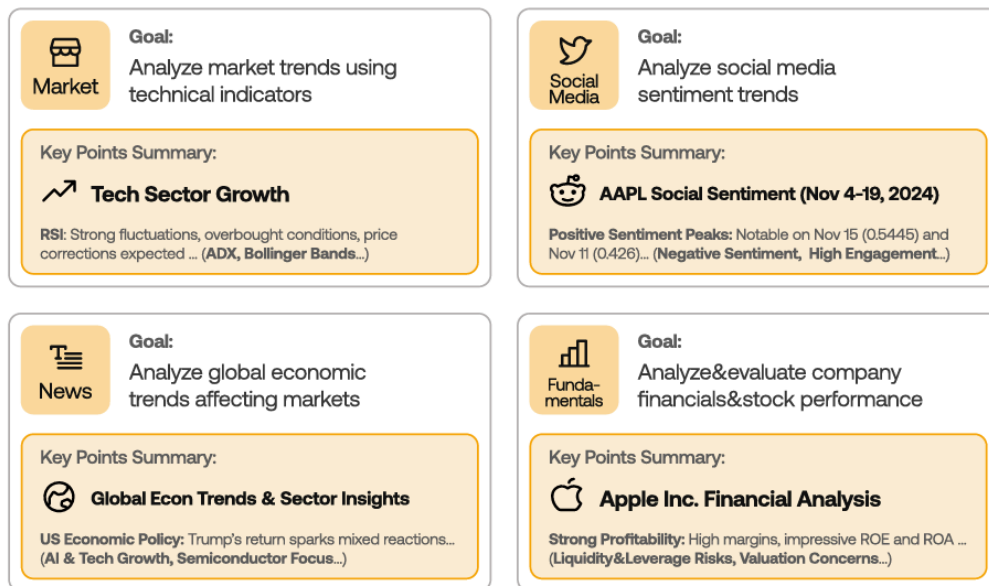 Market
Goal:
Analyze market trends using
technical indicators
Key Points Summary:
Tech Sector Growth
RSI: Strong fluctuations, overbought conditions, price
corrections expected ... (ADX, Bollinger Bands...)
Social
Media
Goal:
Analyze social media
sentiment trends
Key Points Summary:
AAPL Social Sentiment (Nov 4-19, 2024)
Positive Sentiment Peaks: Notable on Nov 15 (0.5445) and
Nov 11 (0.426)... (Negative Sentiment, High Engagement...)
News
Goal:
Analyze global economic
trends affecting markets
Key Points Summary:
Global Econ Trends & Sector Insights
US Economic Policy: Trump's return sparks mixed reactions...
(AI & Tech Growth, Semiconductor Focus...)
Funda-
mentals
Goal:
Analyze&evaluate company
financials&stock performance
Key Points Summary:
Apple Inc. Financial Analysis
Strong Profitability: High margins, impressive ROE and ROA ...
(Liquidity&Leverage Risks, Valuation Concerns...)